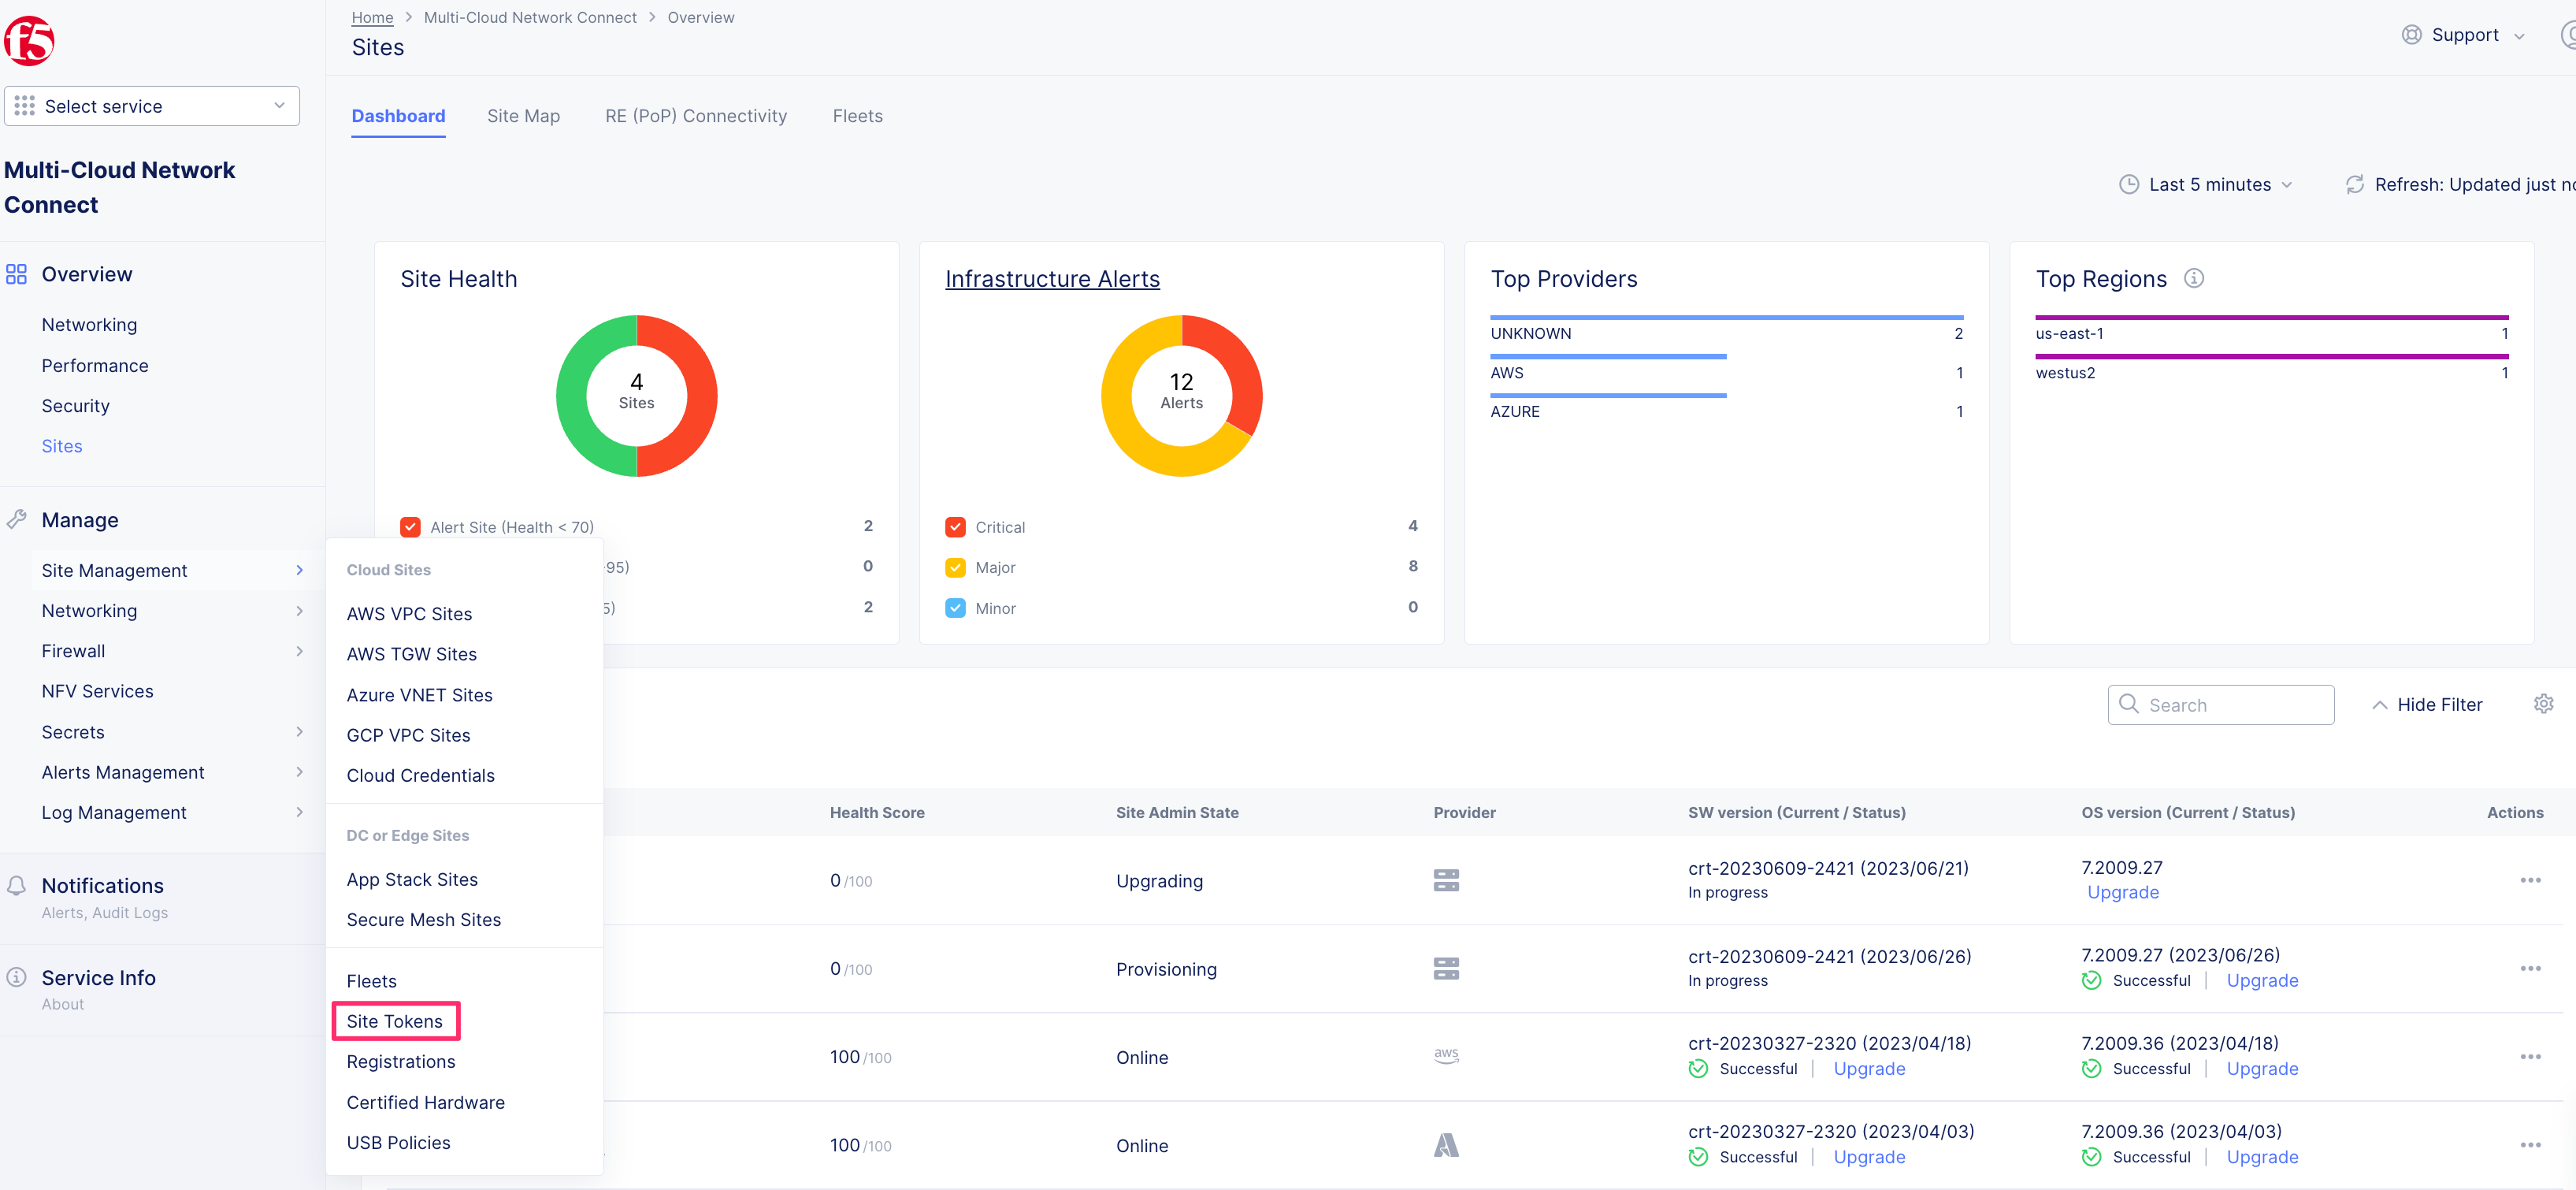 f5
Home > Multi-Cloud Network Connect > Overview
Sites
Support
Select service
Multi-Cloud Network
Connect
Overview
Networking
Performance
Security
Sites
Manage
Site Management
Networking
Firewall
NFV Services
Secrets
Alerts Management
Log Management
Notifications
Alerts, Audit Logs
Service Info
About
Cloud Sites
AWS VPC Sites
AWS TGW Sites
Azure VNET Sites
GCP VPC Sites
Cloud Credentials
DC or Edge Sites
App Stack Sites
Secure Mesh Sites
Fleets
Site Tokens
Registrations
Certified Hardware
USB Policies
Dashboard Site Map RE (PoP) Connectivity Fleets
Last 5 minutes Refresh: Updated just
Site Health
4
Sites
Alert Site (Health < 70) 2
95) 0
5) 2
Infrastructure Alerts
12
Alerts
Critical 4
Major 8
Minor 0
Top Providers
UNKNOWN 2
AWS 1
AZURE 1
Top Regions
us-east-1 1
westus2 1
Search Hide Filter
Health Score Site Admin State Provider SW version (Current / Status) OS version (Current / Status) Actions
0 /100 Upgrading crt-20230609-2421 (2023/06/21) 7.2009.27
In progress Upgrade
0 /100 Provisioning crt-20230609-2421 (2023/06/26) 7.2009.27 (2023/06/26)
In progress Successful | Upgrade
100 /100 Online aws crt-20230327-2320 (2023/04/18) 7.2009.36 (2023/04/18)
Successful | Upgrade Successful | Upgrade
100 /100 Online crt-20230327-2320 (2023/04/03) 7.2009.36 (2023/04/03)
Successful | Upgrade Successful | Upgrade